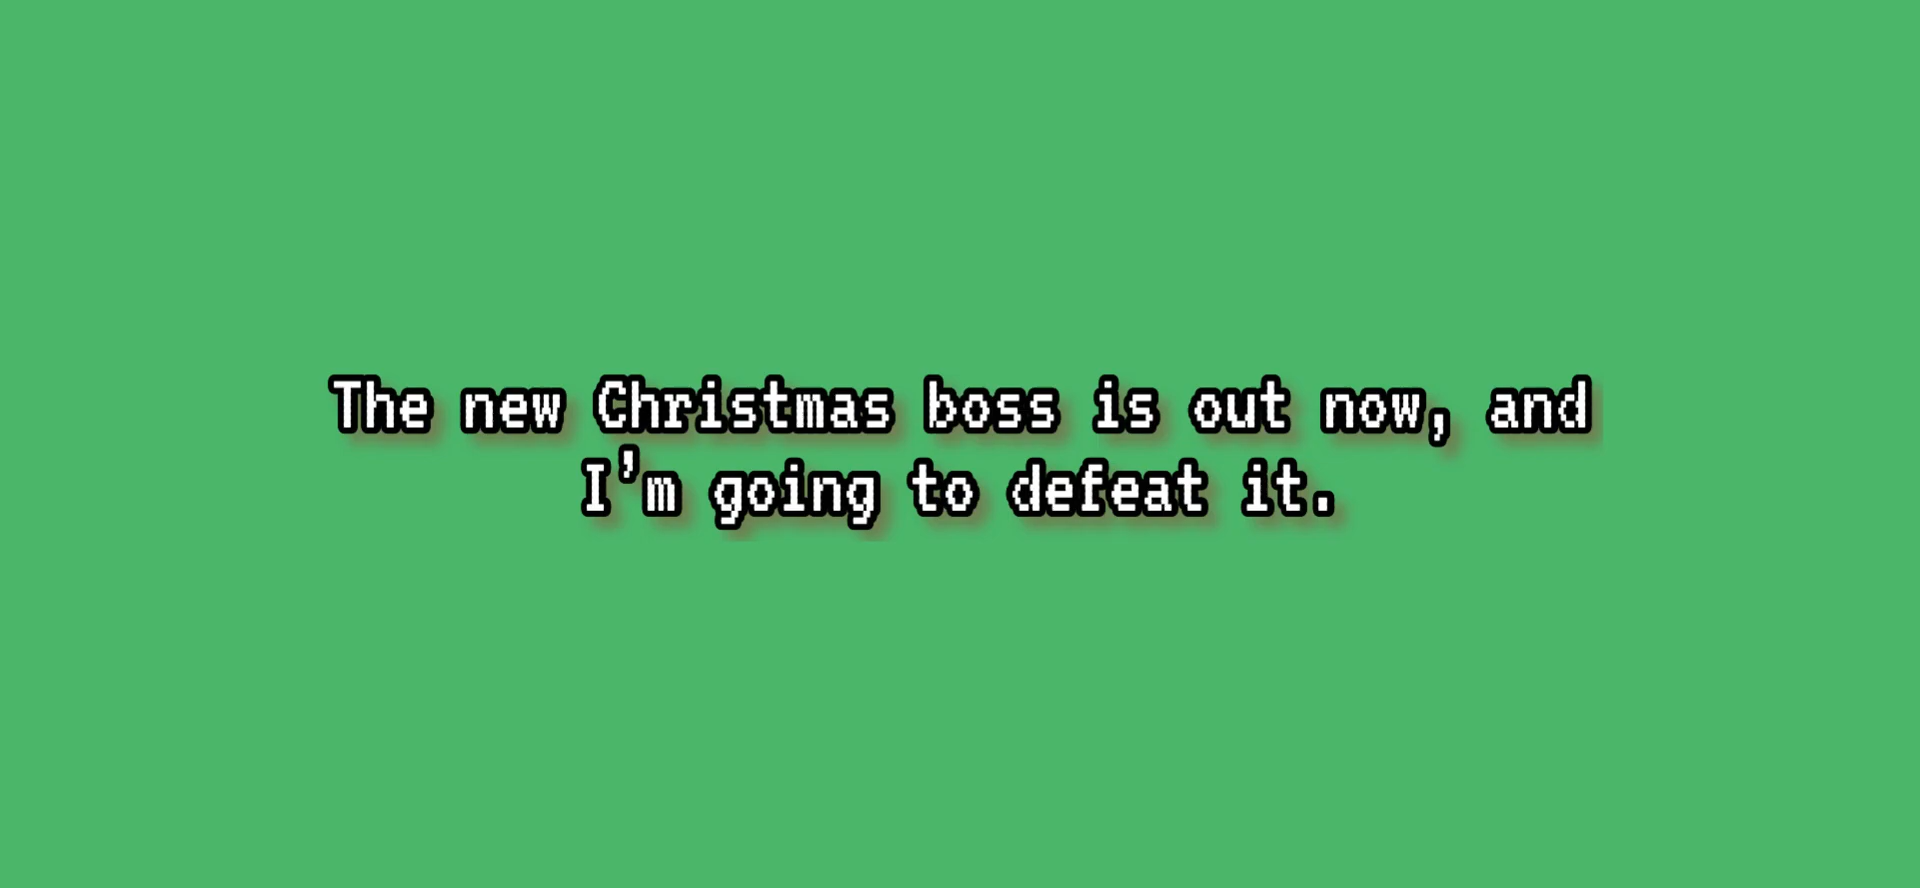 The new Christmas boss is out now, and
I'm going to defeat it.